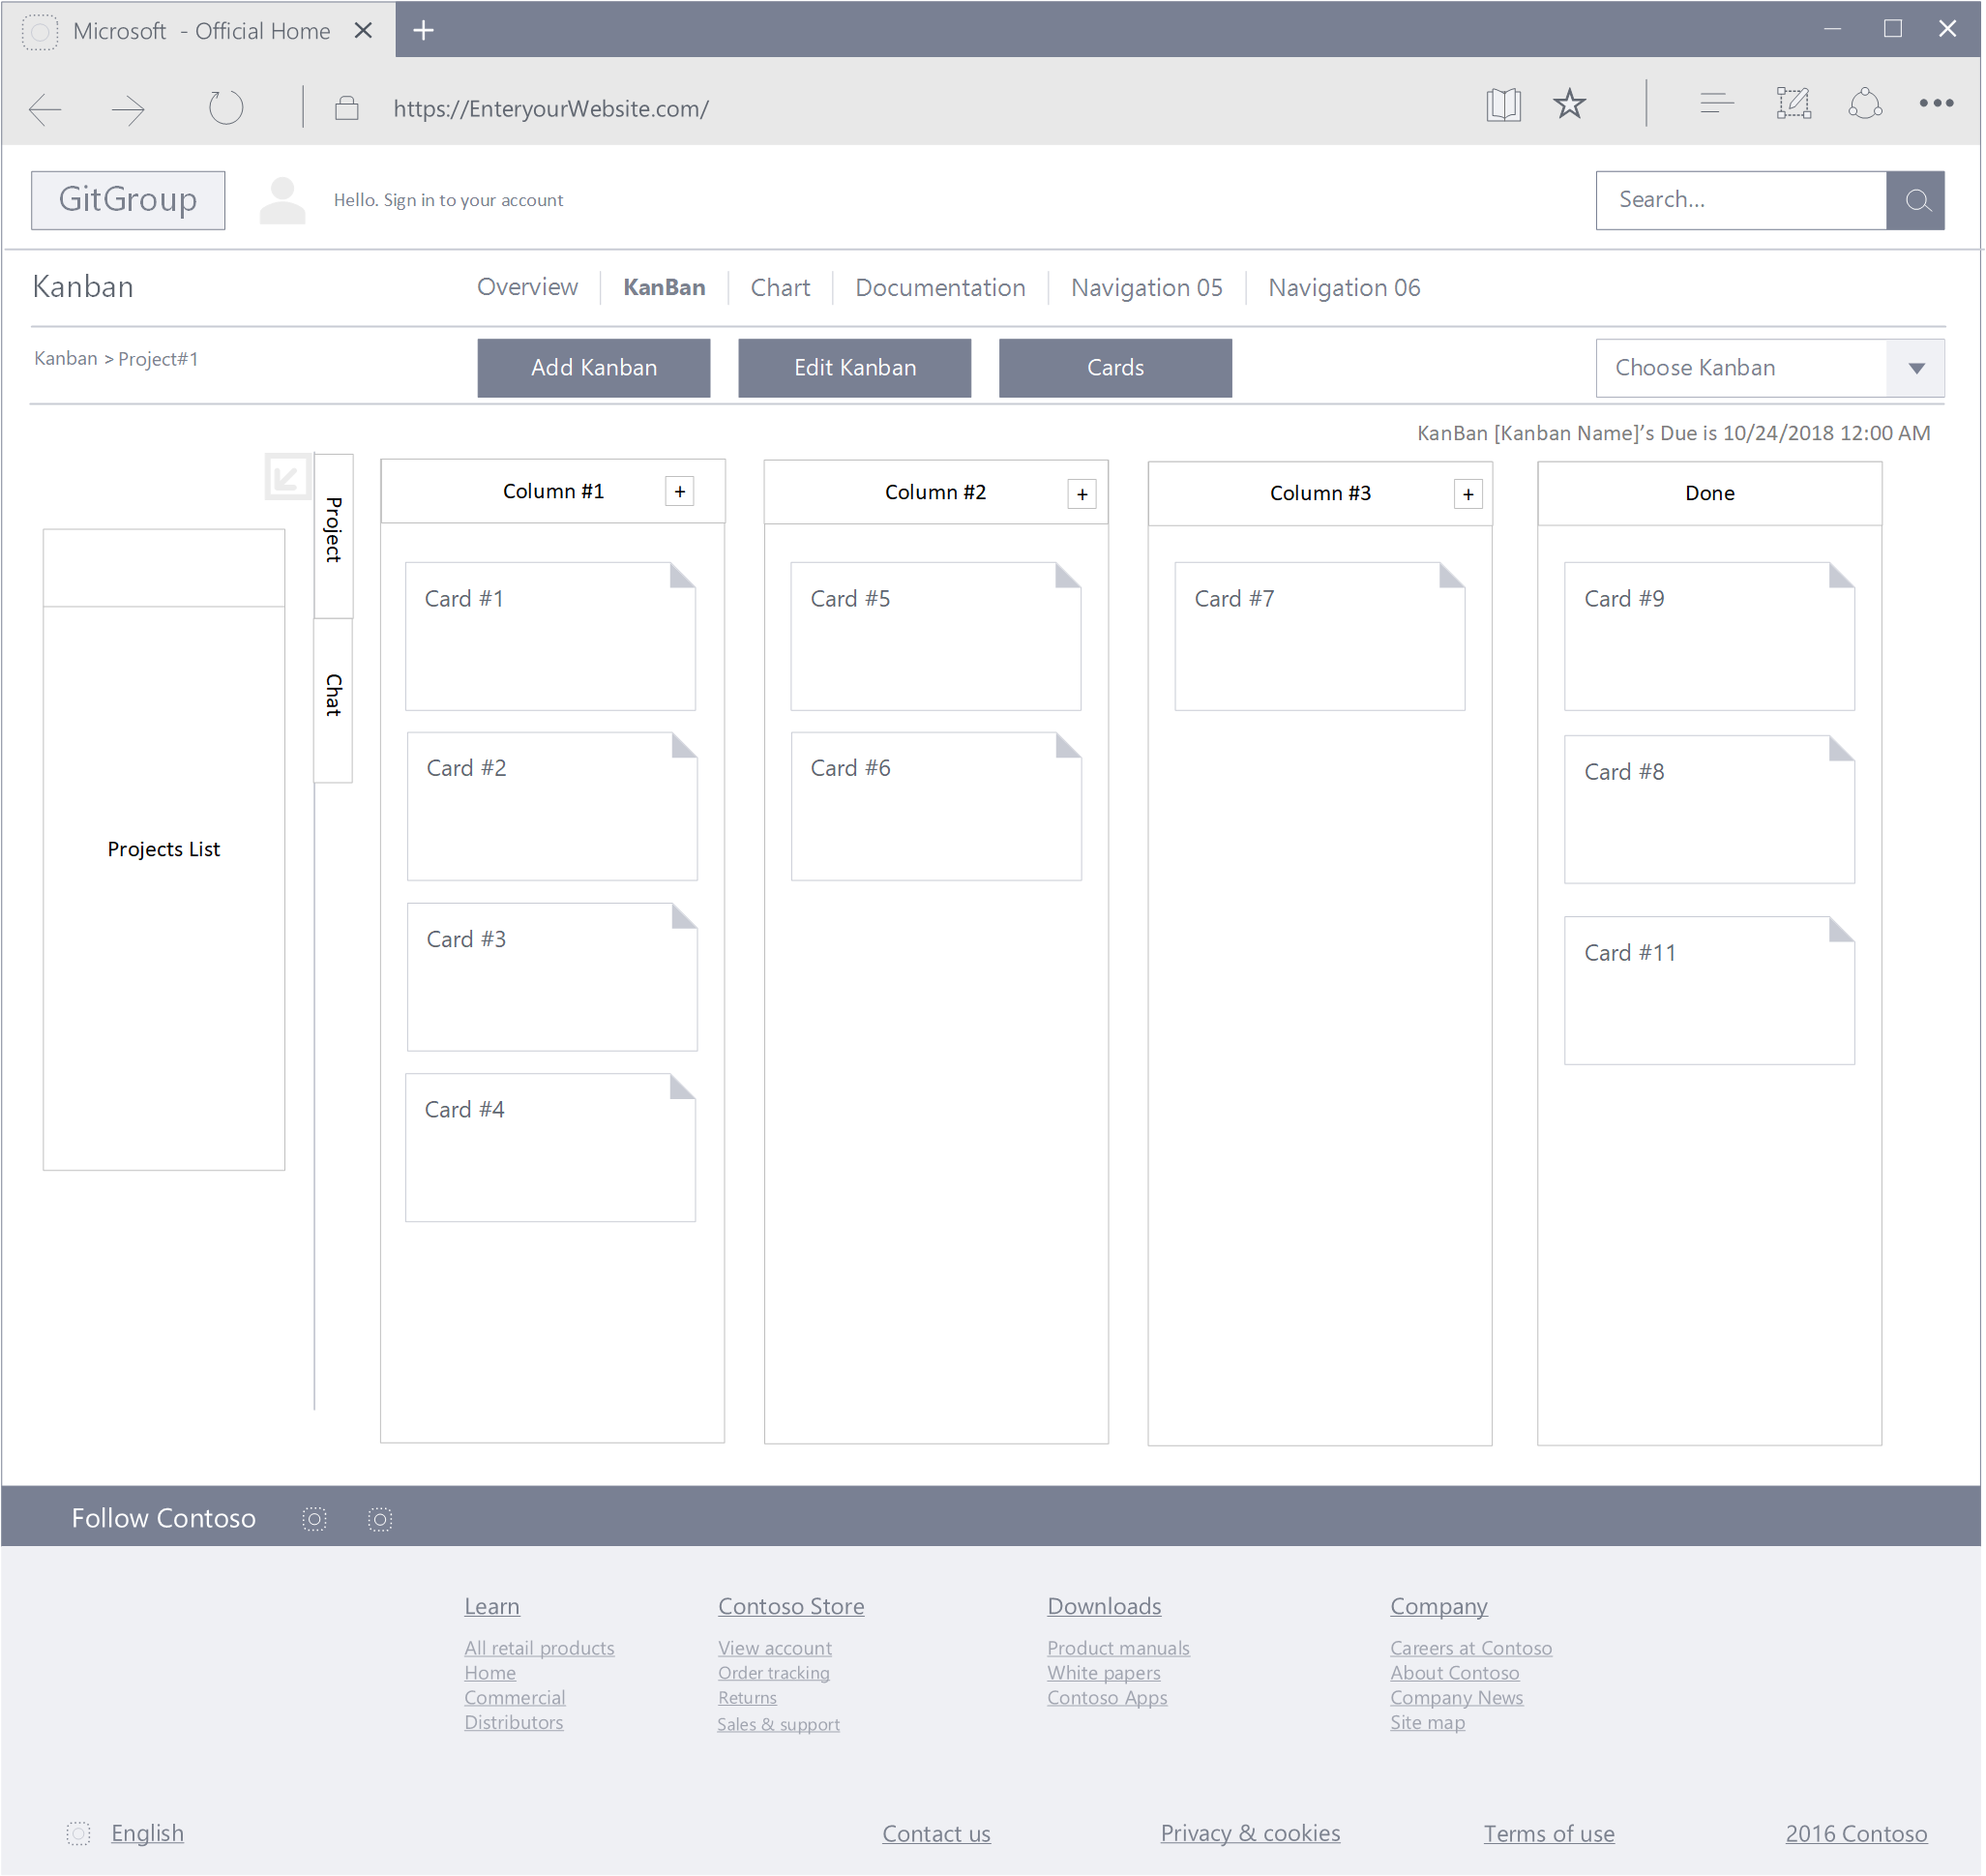 Microsoft - Official Home
https://EnteryourWebsite.com/
GitGroup
Hello. Sign in to your account
Search...
Kanban
Overview
KanBan
Chart
Documentation
Navigation 05
Navigation 06
Kanban > Project#1
Add Kanban
Edit Kanban
Cards
Choose Kanban
KanBan [Kanban Name]’s Due is 10/24/2018 12:00 AM
Project
Chat
Projects List
Column #1
+
Card #1
Card #2
Card #3
Card #4
Column #2
+
Card #5
Card #6
Column #3
+
Card #7
Done
Card #9
Card #8
Card #11
Follow Contoso
Learn
All retail products
Home
Commercial
Distributors
Contoso Store
View account
Order tracking
Returns
Sales & support
Downloads
Product manuals
White papers
Contoso Apps
Company
Careers at Contoso
About Contoso
Company News
Site map
English
Contact us
Privacy & cookies
Terms of use
2016 Contoso